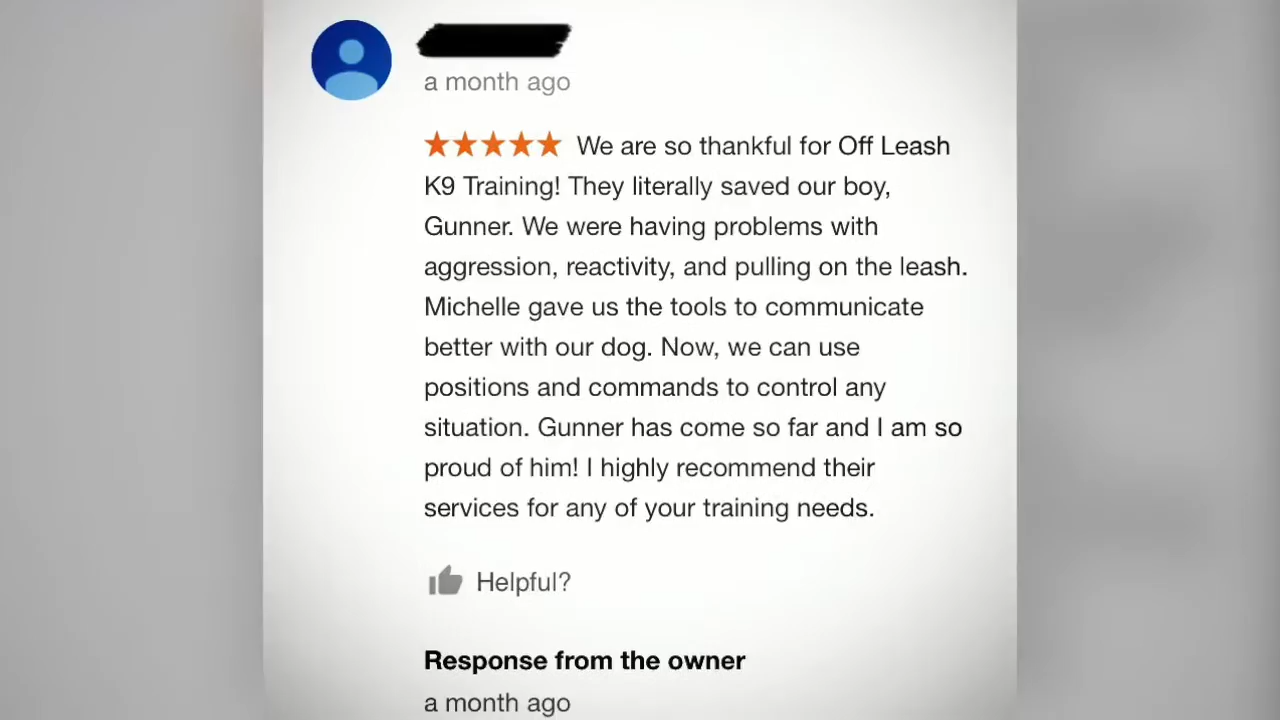 a month ago
★★★★★ We are so thankful for Off Leash
K9 Training! They literally saved our boy,
Gunner. We were having problems with
aggression, reactivity, and pulling on the leash.
Michelle gave us the tools to communicate
better with our dog. Now, we can use
positions and commands to control any
situation. Gunner has come so far and I am so
proud of him! I highly recommend their
services for any of your training needs.
Helpful?
Response from the owner
a month ago